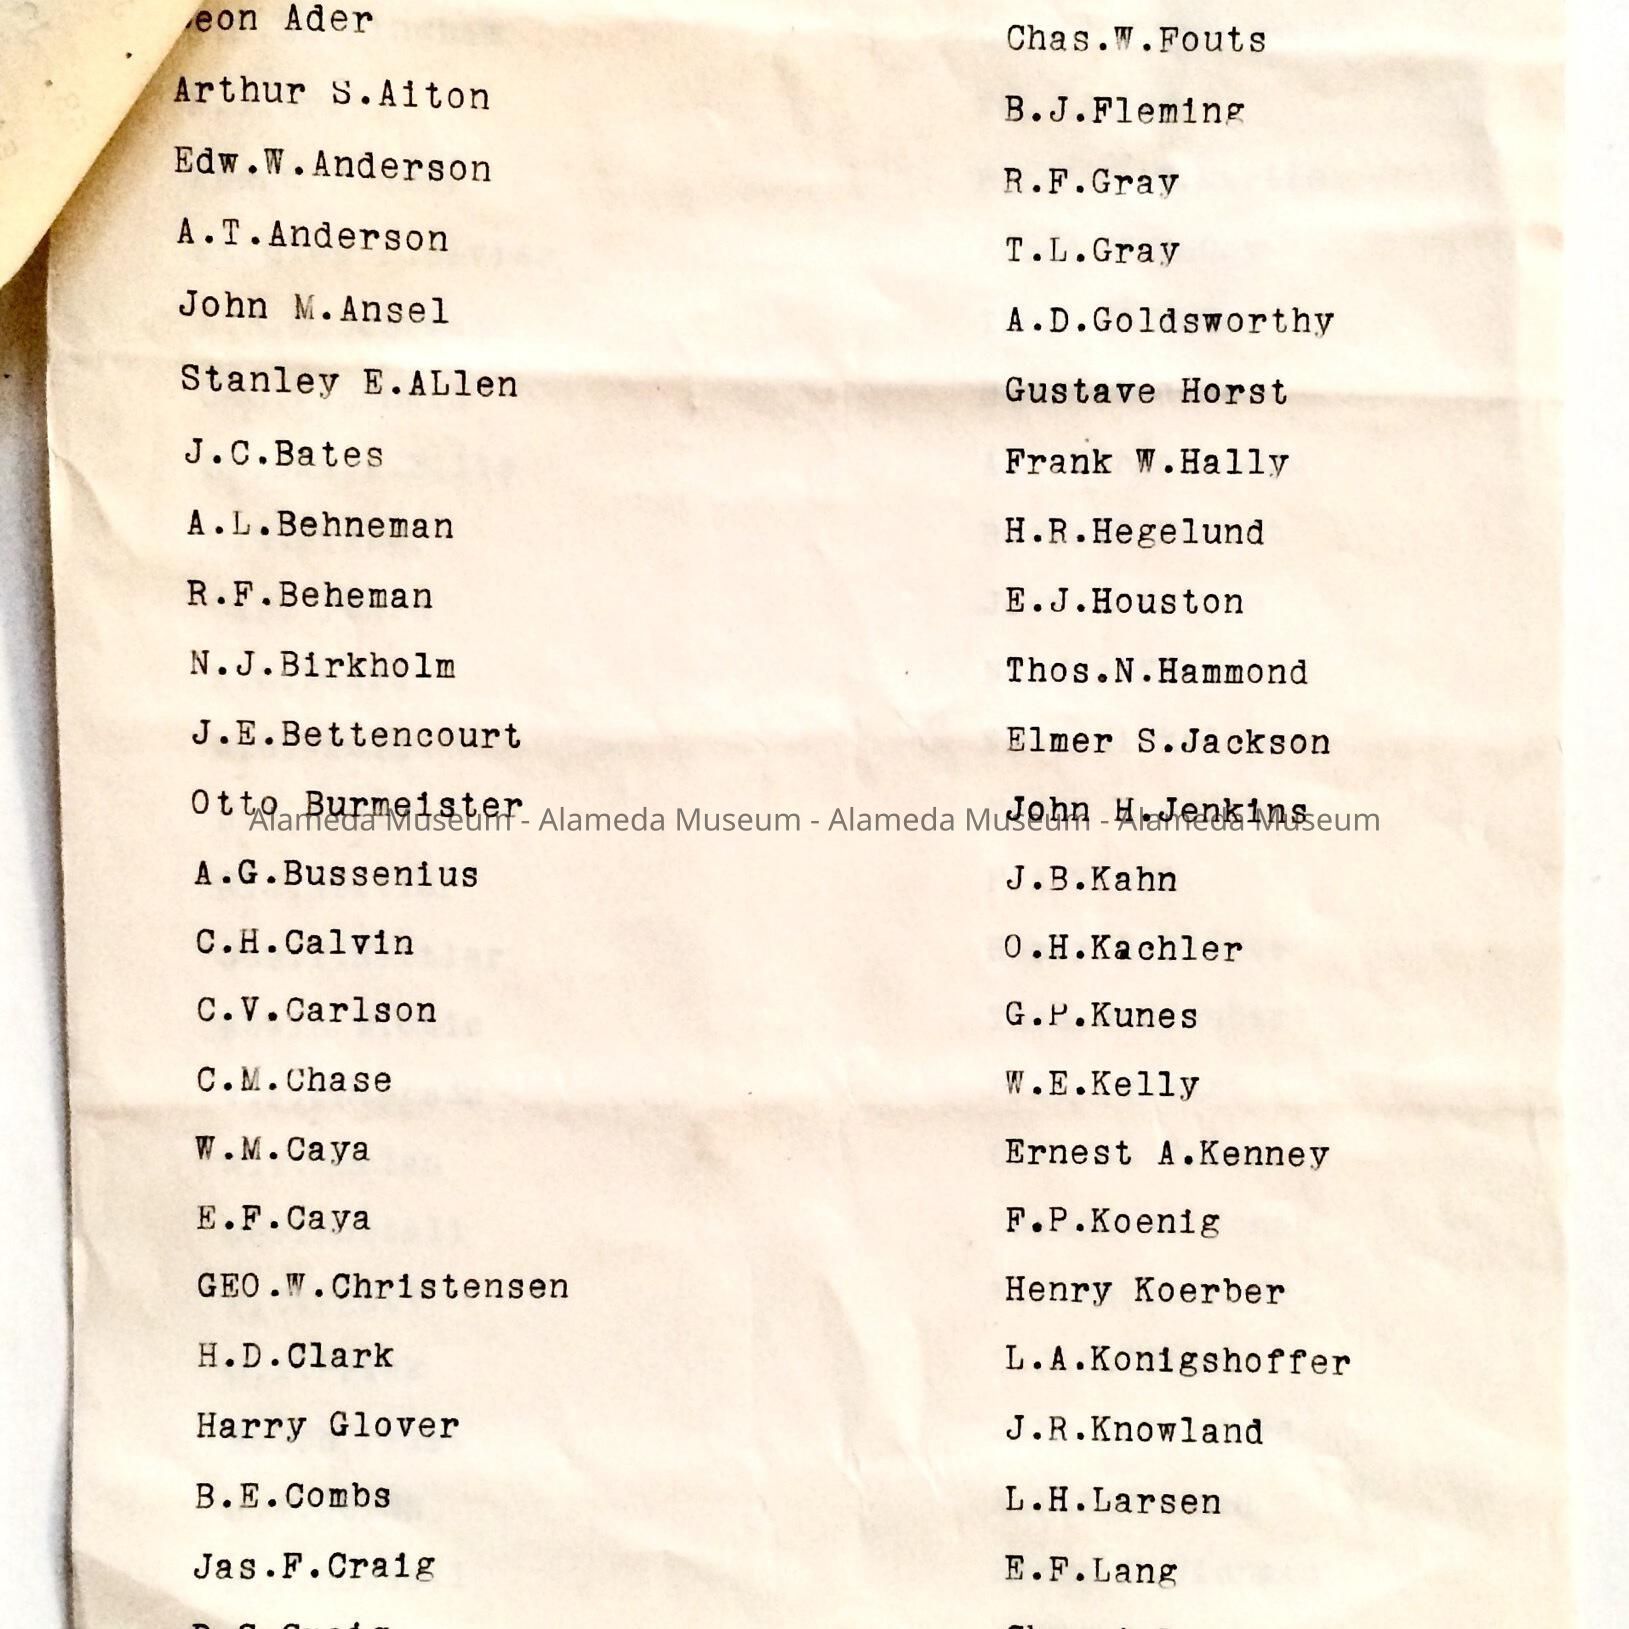 Ader
Arthur S.Aiton
Edw.W.Anderson
A.T.Anderson
John M.Ansel
Stanley E.ALlen
J.C.Bates
A.L.Behneman
R.F.Beheman
N.J.Birkholm
J.E.Bettencourt
Otto Burmeister
A.G.Bussenius
C.H.Calvin
C.V.Carlson
C.M.Chase
W.M.Caya
E.F.Caya
GEO.W.Christensen
H.D.Clark
Harry Glover
B.E.Combs
Jas.F.Craig
Chas.W.Fouts
B.J.Fleming
R.F.Gray
T.L.Gray
A.D.Goldsworthy
Gustave Horst
Frank W.Hally
H.R.Hegelund
E.J.Houston
Thos.N.Hammond
Elmer S.Jackson
John H.Jenkins
J.B.Kahn
O.H.Kachler
G.P.Kunes
W.E.Kelly
Ernest A.Kenney
F.P.Koenig
Henry Koerber
L.A.Konigshoffer
J.R.Knowland
L.H.Larsen
E.F.Lang
Alameda Museum - Alameda Museum - Alameda Museum - Alameda Museum